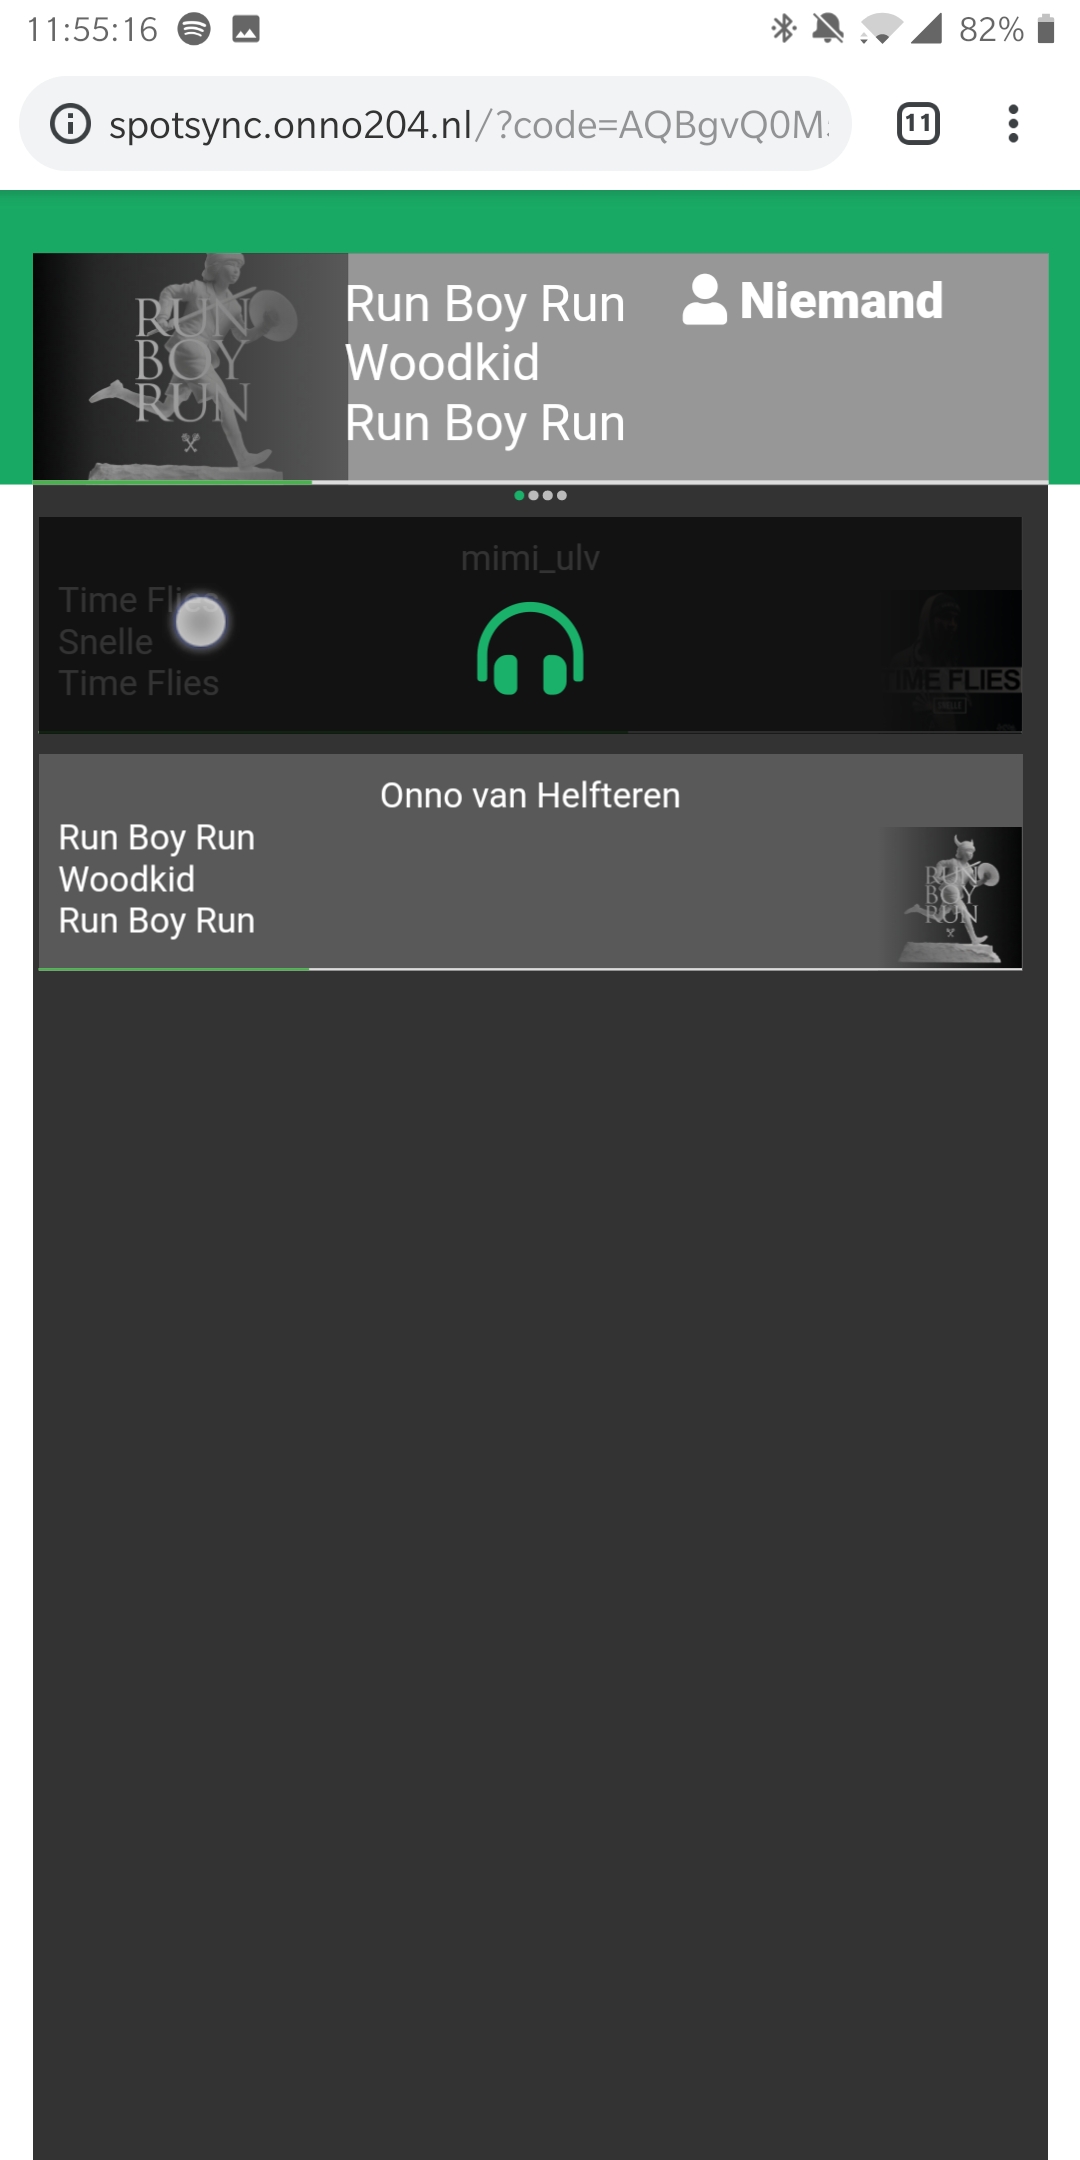 11:55:16
82%
spotsync.onno204.nl/?code=AQBgvQ0M
11
RUN
BOY
RUN
Run Boy Run
Woodkid
Run Boy Run
Niemand
mimi_ulv
Time Flies
Snelle
Time Flies
TIME FLIES
SNELLE
Onno van Helfteren
Run Boy Run
Woodkid
Run Boy Run
RUN
BOY
RUN